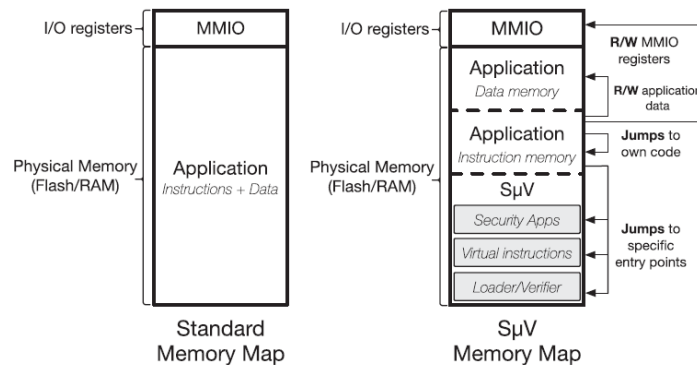 I/O registers
MMIO
Physical Memory
(Flash/RAM)
Application
Instructions + Data
Standard
Memory Map
I/O registers
MMIO
R/W MMIO
registers
Application
Data memory
R/W application
data
Physical Memory
(Flash/RAM)
Application
Instruction memory
Jumps to
own code
SμV
Security Apps
Virtual instructions
Loader/Verifier
Jumps to
specific
entry points
SμV
Memory Map